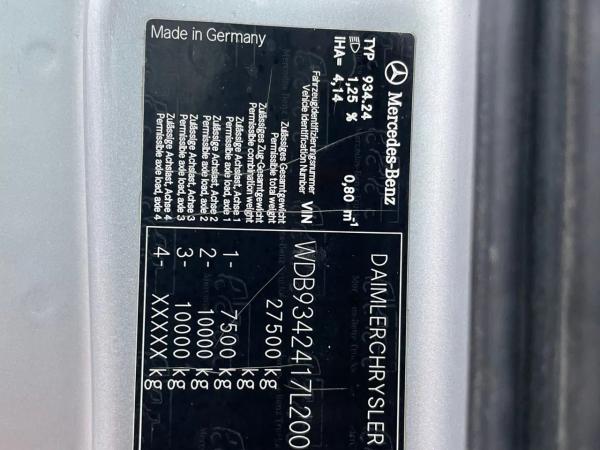 Mercedes-Benz
TYP 934.24
1,25 % 0,80 m-1
IHA= 4,14
DAIMLERCHRYSLER
Fahrzeugidentifizierungsnummer
Vehicle Identification Number VIN WDB9342417L200
Zulässiges Gesamtgewicht
Permissible total weight 27500 kg
Zulässiges Zug-Gesamtgewicht
Permissible combination weight kg
Zulässige Achslast, Achse 1
Permissible axle load, axle 1 1- 7500 kg
Zulässige Achslast, Achse 2
Permissible axle load, axle 2 2- 10000 kg
Zulässige Achslast, Achse 3
Permissible axle load, axle 3 3- 10000 kg
Zulässige Achslast, Achse 4
Permissible axle load, axle 4 4- XXXXX kg
Made in Germany